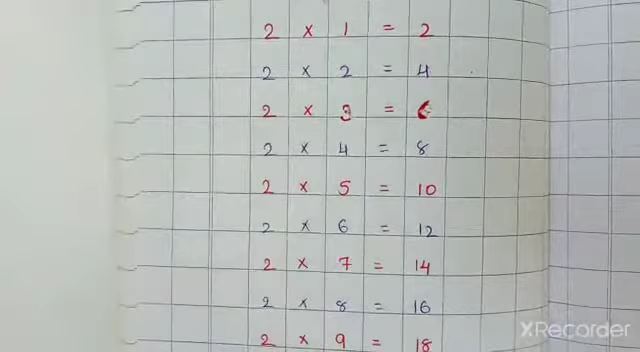 2 × 1 = 2
2 × 2 = 4
2 × 3 = 6
2 × 4 = 8
2 × 5 = 10
2 × 6 = 12
2 × 7 = 14
2 × 8 = 16
2 × 9 = 18
XRecorder